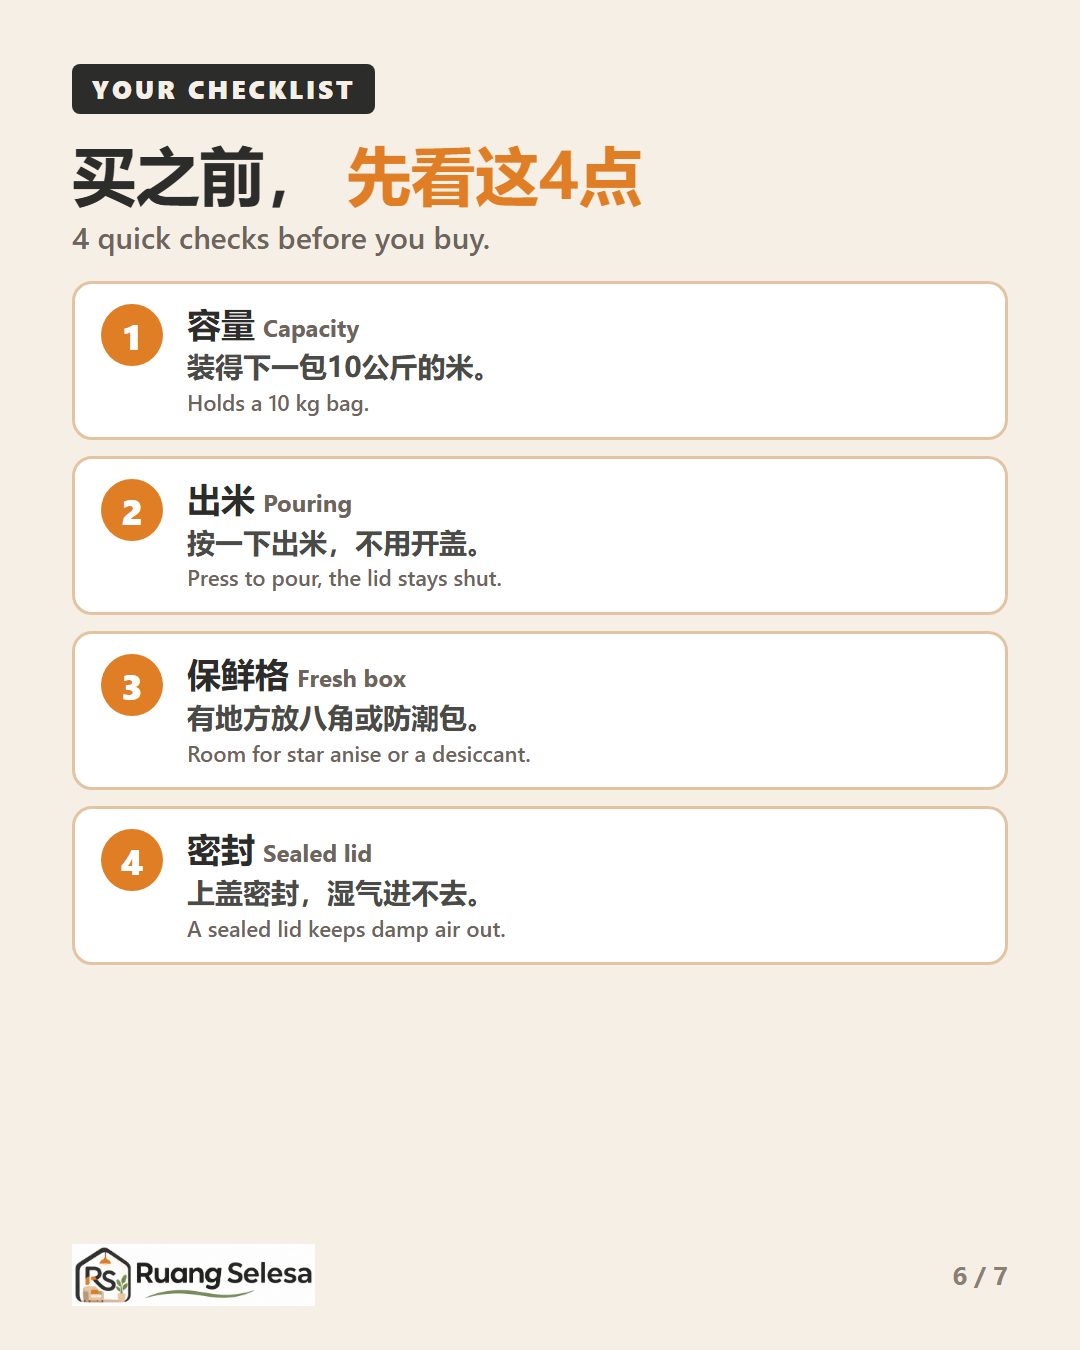 YOUR CHECKLIST
买之前，先看这4点
4 quick checks before you buy.
1
容量 Capacity
装得下一包10公斤的米。
Holds a 10 kg bag.
2
出米 Pouring
按一下出米，不用开盖。
Press to pour, the lid stays shut.
3
保鲜格 Fresh box
有地方放八角或防潮包。
Room for star anise or a desiccant.
4
密封 Sealed lid
上盖密封，湿气进不去。
A sealed lid keeps damp air out.
RS Ruang Selesa
6 / 7